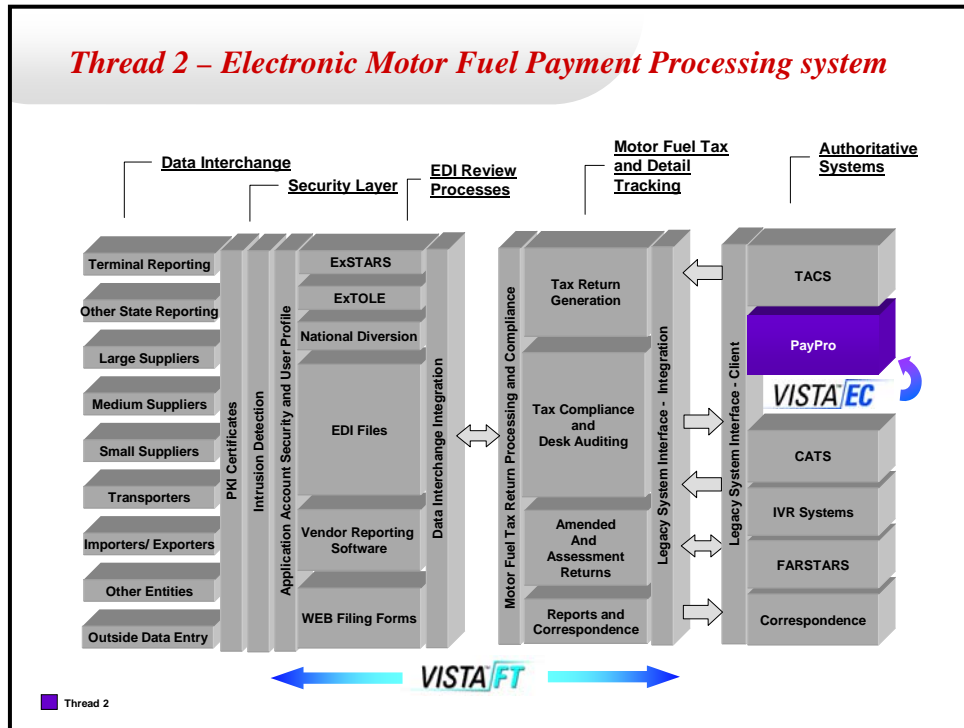 Thread 2 – Electronic Motor Fuel Payment Processing system
Data Interchange
Security Layer
EDI Review
Processes
Motor Fuel Tax
and Detail
Tracking
Authoritative
Systems
Terminal Reporting
Other State Reporting
Large Suppliers
Medium Suppliers
Small Suppliers
Transporters
Importers/ Exporters
Other Entities
Outside Data Entry
PKI Certificates
Intrusion Detection
Application Account Security and User Profile
ExSTARS
ExTOLE
National Diversion
EDI Files
Vendor Reporting
Software
WEB Filing Forms
Data Interchange Integration
Motor Fuel Tax Return Processing and Compliance
Tax Return
Generation
Tax Compliance
and
Desk Auditing
Amended
And
Assessment
Returns
Reports and
Correspondence
Legacy System Interface - Integration
Legacy System Interface - Client
TACS
PayPro
VISTA™/EC
CATS
IVR Systems
FARSTARS
Correspondence
VISTA™/FT
Thread 2